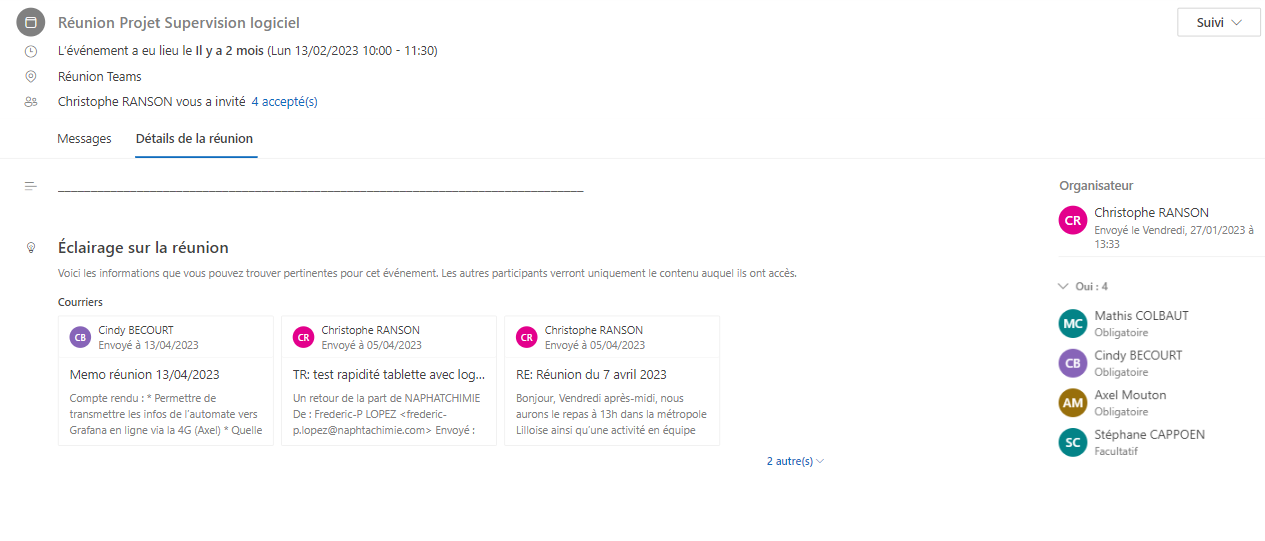 Réunion Projet Supervision logiciel
Suivi
L'événement a eu lieu le Il y a 2 mois (Lun 13/02/2023 10:00 - 11:30)
Réunion Teams
Christophe RANSON vous a invité 4 accepté(s)
Messages Détails de la réunion
________________________________________________________________________________
Éclairage sur la réunion
Voici les informations que vous pouvez trouver pertinentes pour cet événement. Les autres participants verront uniquement le contenu auquel ils ont accès.
Courriers
CB
Cindy BECOURT
Envoyé à 13/04/2023
Memo réunion 13/04/2023
Compte rendu : * Permettre de
transmettre les infos de l'automate vers
Grafana en ligne via la 4G (Axel) * Quelle
CR
Christophe RANSON
Envoyé à 05/04/2023
TR: test rapidité tablette avec log...
Un retour de la part de NAPHATCHIMIE
De : Frederic-P LOPEZ <frederic-
p.lopez@naphtachimie.com> Envoyé :
CR
Christophe RANSON
Envoyé à 05/04/2023
RE: Réunion du 7 avril 2023
Bonjour, Vendredi après-midi, nous
aurons le repas à 13h dans la métropole
Lilloise ainsi qu'une activité en équipe
2 autre(s)
Organisateur
CR
Christophe RANSON
Envoyé le Vendredi, 27/01/2023 à
13:33
Oui : 4
MC
Mathis COLBAUT
Obligatoire
CB
Cindy BECOURT
Obligatoire
AM
Axel Mouton
Obligatoire
SC
Stéphane CAPPOEN
Facultatif